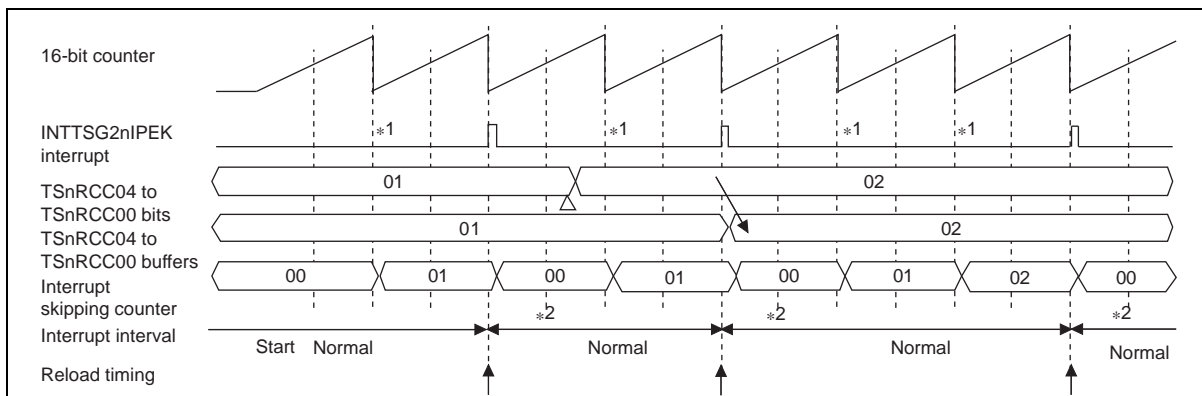 16-bit counter
INTTSG2nIPEK
interrupt
*1 *1 *1 *1
TSnRCC04 to
TSnRCC00 bits
01 02
TSnRCC04 to
TSnRCC00 buffers
01 02
Interrupt
skipping counter
00 01 00 01 00 01 02 00
*2 *2 *2
Interrupt interval
Start Normal Normal Normal Normal
Reload timing